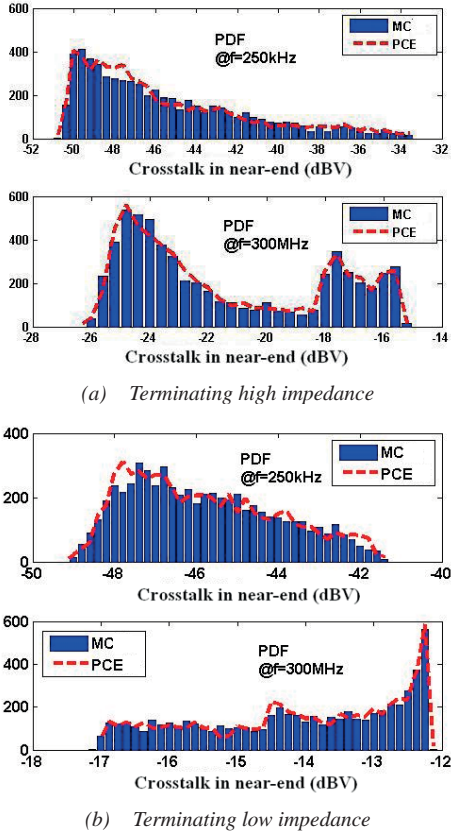 600
400
200
0
MC
PCE
PDF
@f=250kHz
-52 -50 -48 -46 -44 -42 -40 -38 -36 -34 -32
Crosstalk in near-end (dBV)
600
400
200
0
MC
PCE
PDF
@f=300MHz
-28 -26 -24 -22 -20 -18 -16 -14
Crosstalk in near-end (dBV)
(a) Terminating high impedance
400
200
0
MC
PCE
PDF
@f=250kHz
-50 -48 -46 -44 -42 -40
Crosstalk in near-end (dBV)
600
400
200
0
MC
PCE
PDF
@f=300MHz
-18 -17 -16 -15 -14 -13 -12
Crosstalk in near-end (dBV)
(b) Terminating low impedance